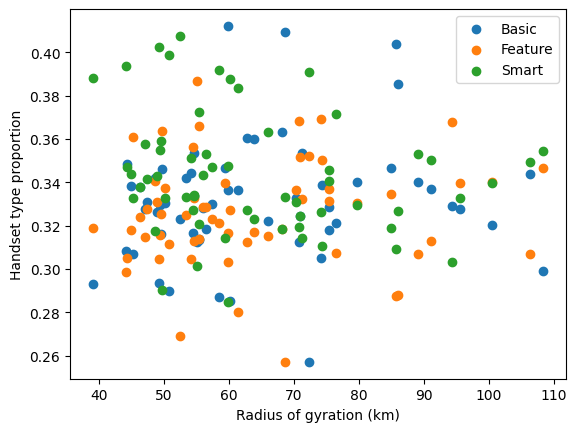 Basic
Feature
Smart
0.40
0.38
0.36
0.34
0.32
0.30
0.28
0.26
Handset type proportion
40 50 60 70 80 90 100 110
Radius of gyration (km)